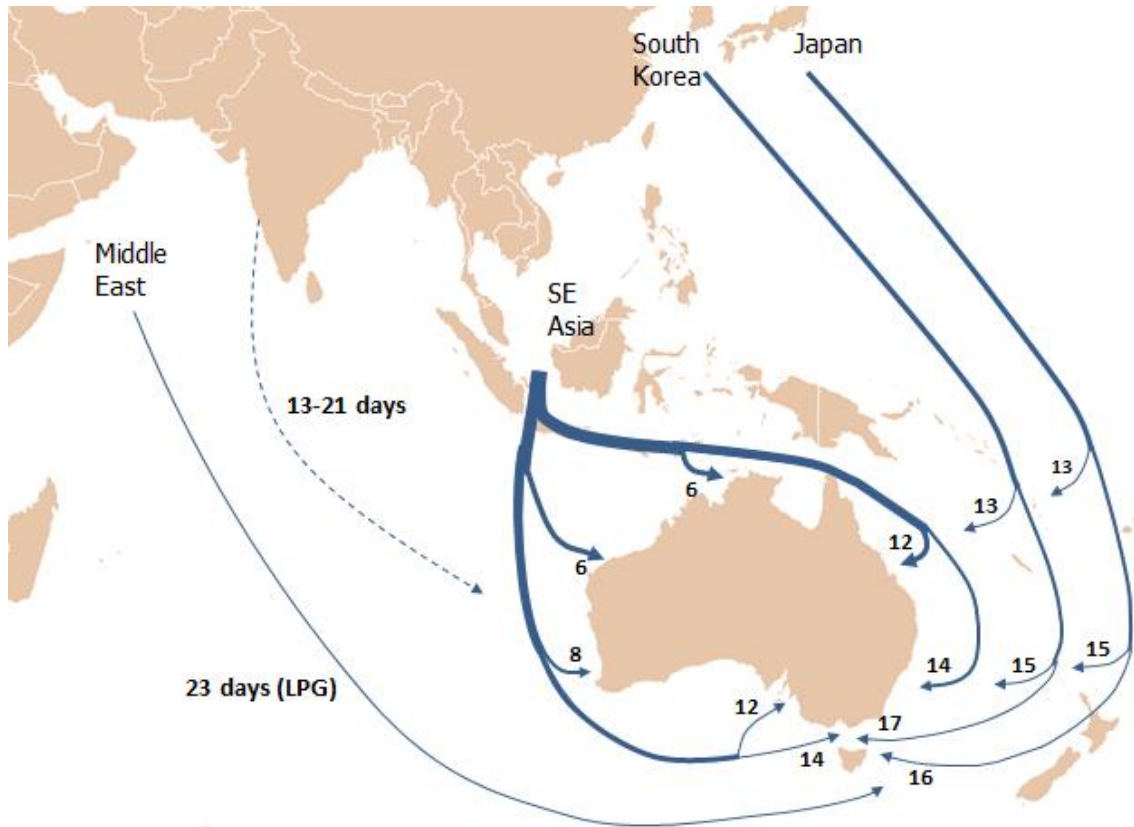 South
Korea
Japan
Middle
East
SE
Asia
13-21 days
13
6
13
12
6
8
15
15
14
23 days (LPG)
12
17
14
16